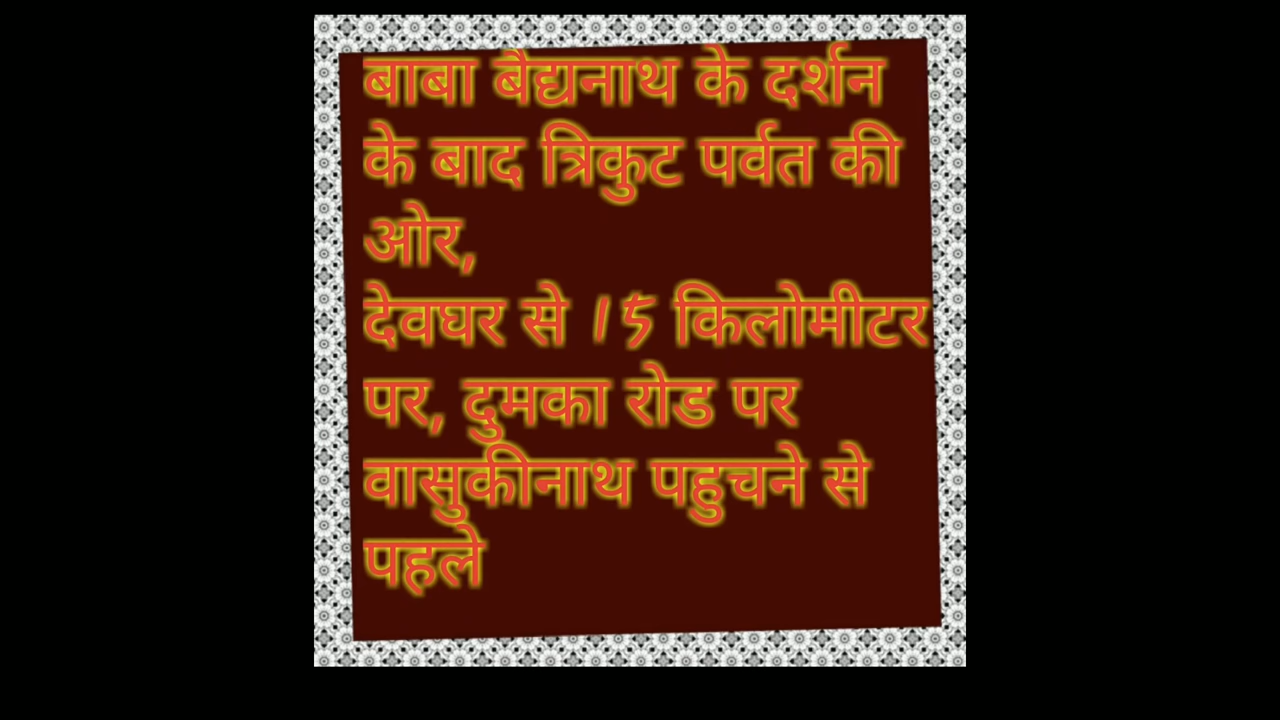 बाबा बैद्यनाथ के दर्शन
के बाद त्रिकुट पर्वत की
ओर,
देवघर से 15 किलोमीटर
पर, दुमका रोड पर
वासुकीनाथ पहुचने से
पहले